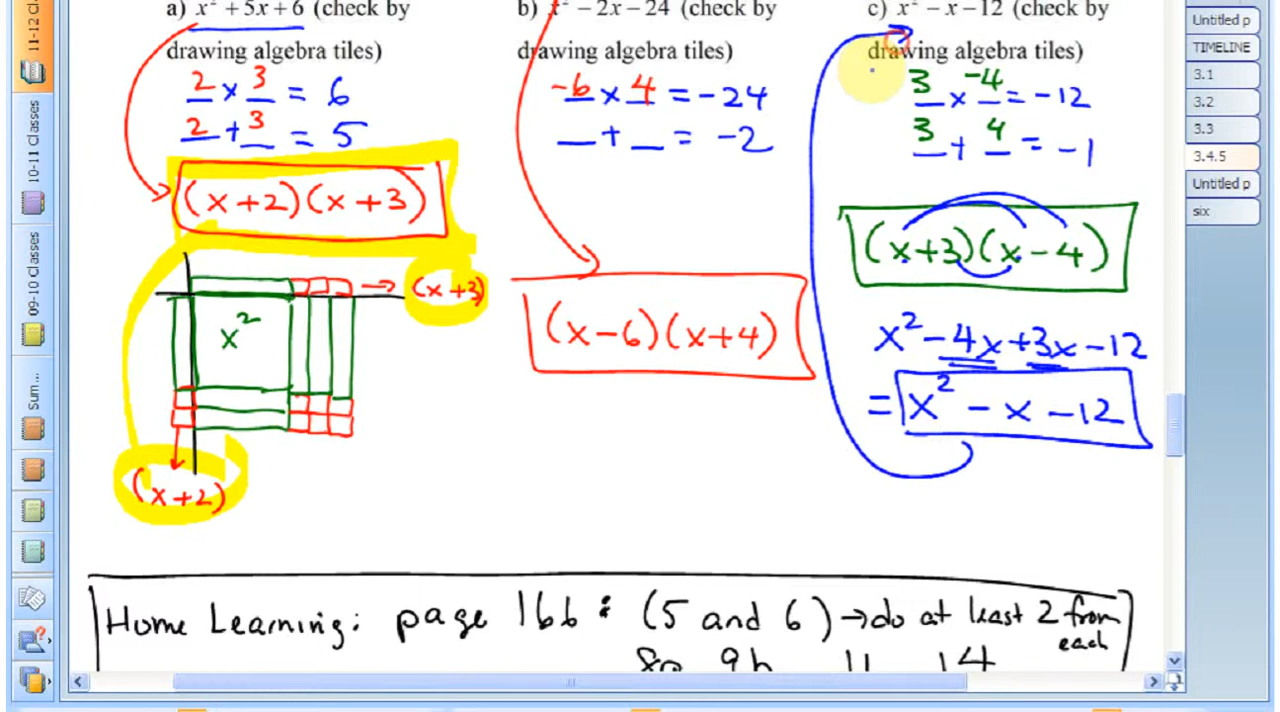 a) x² + 5x + 6 (check by
drawing algebra tiles)
2 x 3 = 6
2 + 3 = 5
(x+2)(x+3)
(x+3)
x²
(x+2)
b) x² − 2x − 24 (check by
drawing algebra tiles)
-6 x 4 = -24
_ + _ = -2
(x-6)(x+4)
c) x² − x − 12 (check by
drawing algebra tiles)
3 x -4 = -12
3 + 4 = -1
(x+3)(x-4)
x² - 4x + 3x - 12
= x² - x - 12
Home Learning: page 166: (5 and 6) → do at least 2 from
each
11 14
11-12 Clas
10-11 Classes
09-10 Classes
Sum...
Untitled p
TIMELINE
3.1
3.2
3.3
3.4.5
Untitled p
six